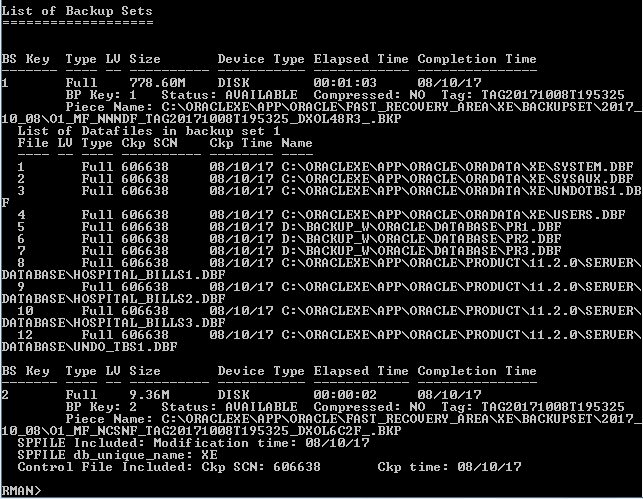 List of Backup Sets
===================
BS Key  Type LV Size       Device Type Elapsed Time Completion Time
------- ---- -- ---------- ----------- ------------ ---------------
1       Full    778.60M    DISK        00:01:03     08/10/17
        BP Key: 1   Status: AVAILABLE  Compressed: NO  Tag: TAG20171008T195325
        Piece Name: C:\ORACLEXE\APP\ORACLE\FAST_RECOVERY_AREA\XE\BACKUPSET\2017_
10_08\O1_MF_NNNDF_TAG20171008T195325_DXOL48R3_.BKP
  List of Datafiles in backup set 1
  File LV Type Ckp SCN    Ckp Time Name
  ---- -- ---- ---------- -------- ----
  1       Full 606638     08/10/17 C:\ORACLEXE\APP\ORACLE\ORADATA\XE\SYSTEM.DBF
  2       Full 606638     08/10/17 C:\ORACLEXE\APP\ORACLE\ORADATA\XE\SYSAUX.DBF
  3       Full 606638     08/10/17 C:\ORACLEXE\APP\ORACLE\ORADATA\XE\UNDOTBS1.DB
F
  4       Full 606638     08/10/17 C:\ORACLEXE\APP\ORACLE\ORADATA\XE\USERS.DBF
  5       Full 606638     08/10/17 D:\BACKUP_W\ORACLE\DATABASE\PR1.DBF
  6       Full 606638     08/10/17 D:\BACKUP_W\ORACLE\DATABASE\PR2.DBF
  7       Full 606638     08/10/17 D:\BACKUP_W\ORACLE\DATABASE\PR3.DBF
  8       Full 606638     08/10/17 C:\ORACLEXE\APP\ORACLE\PRODUCT\11.2.0\SERVER\
DATABASE\HOSPITAL_BILLS1.DBF
  9       Full 606638     08/10/17 C:\ORACLEXE\APP\ORACLE\PRODUCT\11.2.0\SERVER\
DATABASE\HOSPITAL_BILLS2.DBF
  10      Full 606638     08/10/17 C:\ORACLEXE\APP\ORACLE\PRODUCT\11.2.0\SERVER\
DATABASE\HOSPITAL_BILLS3.DBF
  12      Full 606638     08/10/17 C:\ORACLEXE\APP\ORACLE\PRODUCT\11.2.0\SERVER\
DATABASE\UNDO_TBS1.DBF
BS Key  Type LV Size       Device Type Elapsed Time Completion Time
------- ---- -- ---------- ----------- ------------ ---------------
2       Full    9.36M      DISK        00:00:02     08/10/17
        BP Key: 2   Status: AVAILABLE  Compressed: NO  Tag: TAG20171008T195325
        Piece Name: C:\ORACLEXE\APP\ORACLE\FAST_RECOVERY_AREA\XE\BACKUPSET\2017_
10_08\O1_MF_NCSNF_TAG20171008T195325_DXOL6C2F_.BKP
  SPFILE Included: Modification time: 08/10/17
  SPFILE db_unique_name: XE
  Control File Included: Ckp SCN: 606638       Ckp time: 08/10/17
RMAN>